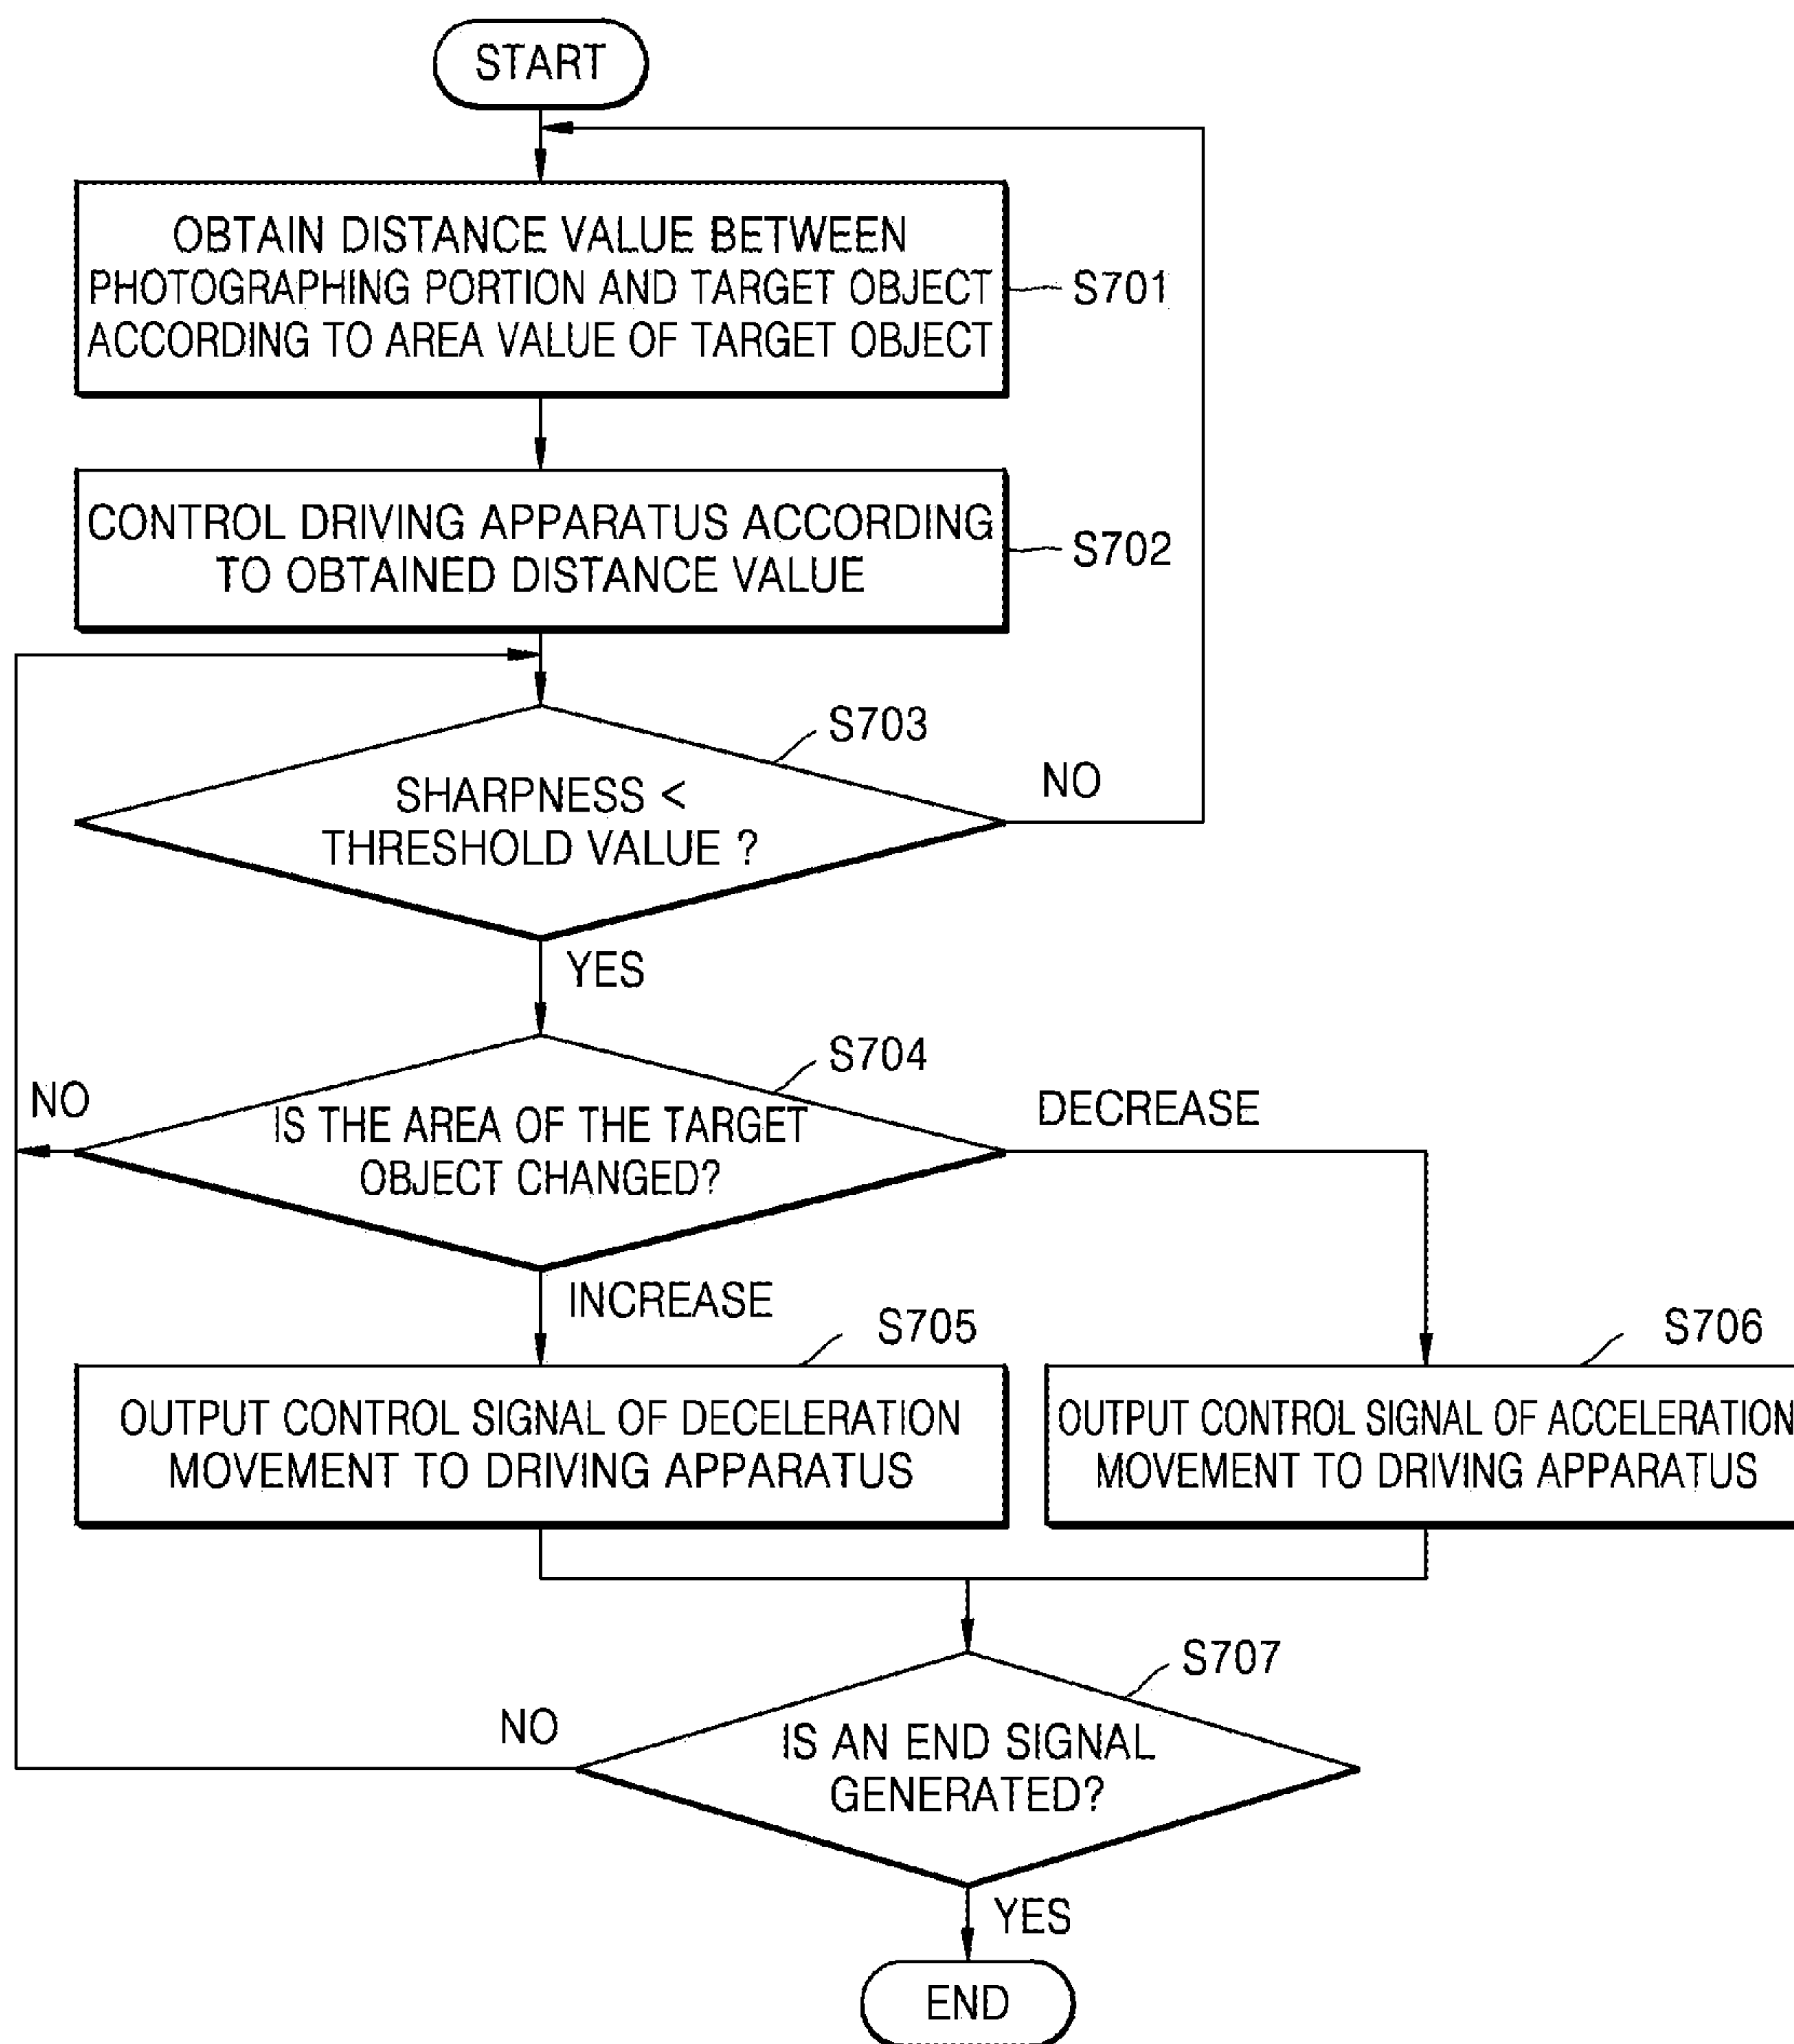 START
OBTAIN DISTANCE VALUE BETWEEN
PHOTOGRAPHING PORTION AND TARGET OBJECT
ACCORDING TO AREA VALUE OF TARGET OBJECT
S701
CONTROL DRIVING APPARATUS ACCORDING
TO OBTAINED DISTANCE VALUE
S702
S703
SHARPNESS <
THRESHOLD VALUE ?
NO
YES
S704
NO
IS THE AREA OF THE TARGET
OBJECT CHANGED?
DECREASE
INCREASE
S705
OUTPUT CONTROL SIGNAL OF DECELERATION
MOVEMENT TO DRIVING APPARATUS
S706
OUTPUT CONTROL SIGNAL OF ACCELERATION
MOVEMENT TO DRIVING APPARATUS
S707
NO
IS AN END SIGNAL
GENERATED?
YES
END